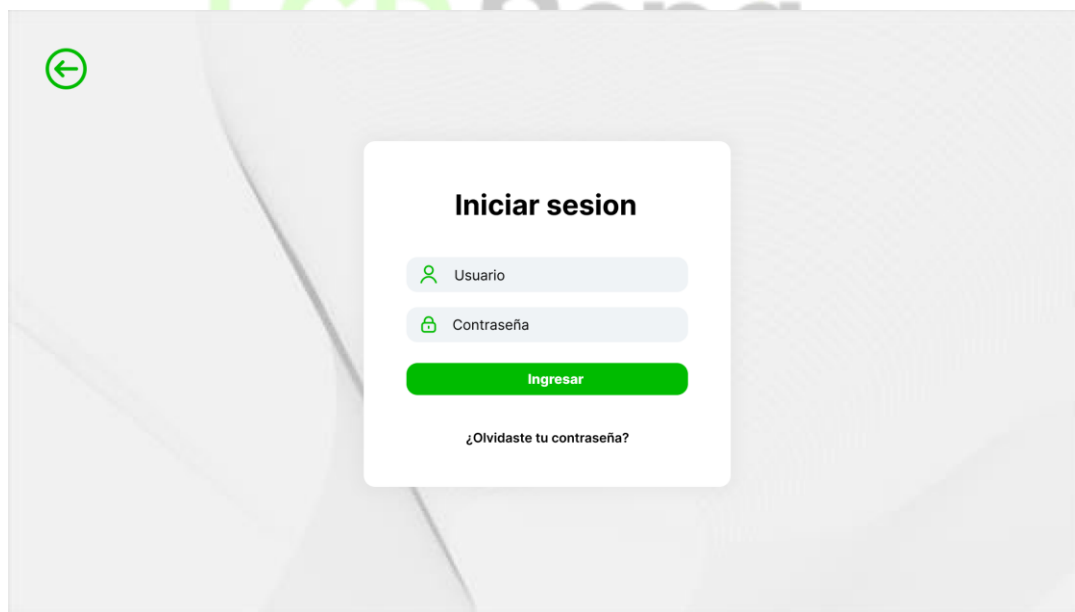 Iniciar sesion
Usuario
Contraseña
Ingresar
¿Olvidaste tu contraseña?